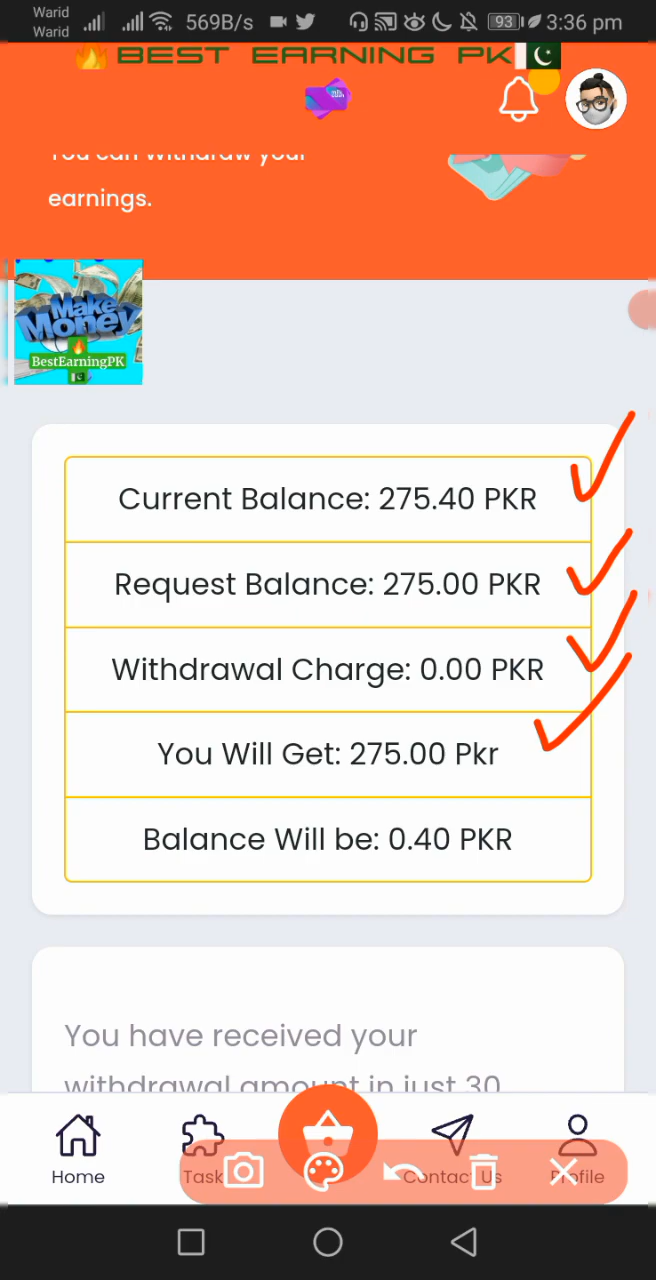 Warid
Warid
569B/s
93
3:36 pm
BEST EARNING PK
You can withdraw your
earnings.
Make
Money
BestEarningPK
Current Balance: 275.40 PKR
Request Balance: 275.00 PKR
Withdrawal Charge: 0.00 PKR
You Will Get: 275.00 Pkr
Balance Will be: 0.40 PKR
You have received your
withdrawal amount in just 30
Home
Task
Contact Us
Profile